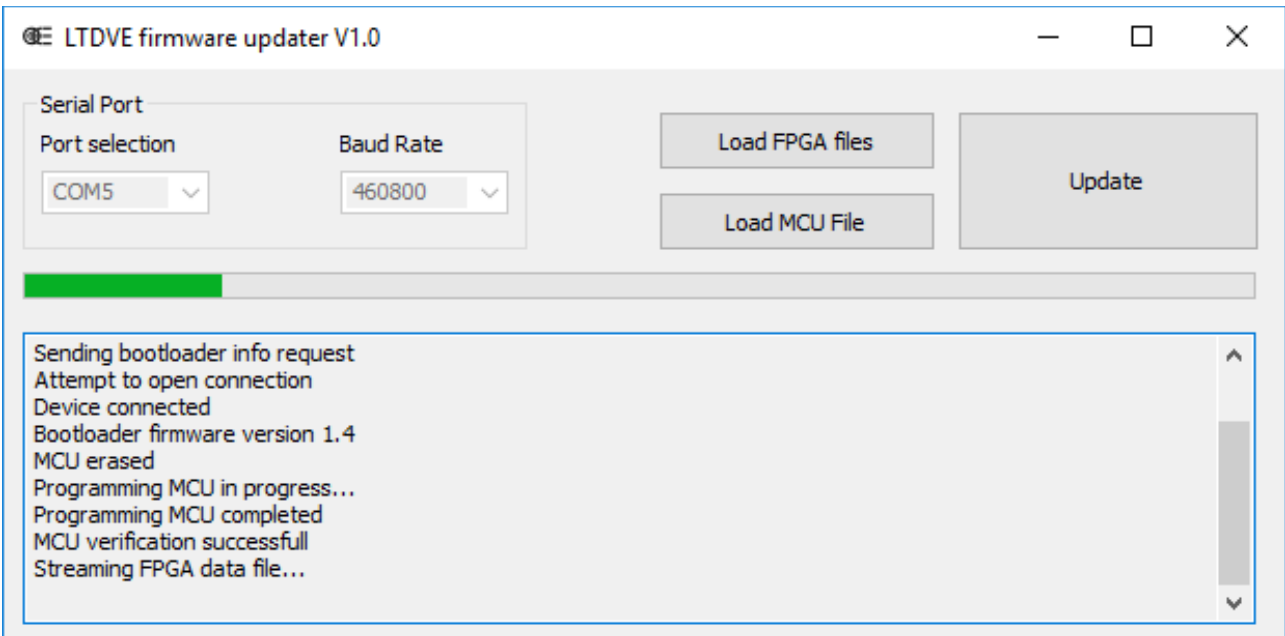 LTDVE firmware updater V1.0
Serial Port
Port selection
Baud Rate
COM5
460800
Load FPGA files
Load MCU File
Update
Sending bootloader info request
Attempt to open connection
Device connected
Bootloader firmware version 1.4
MCU erased
Programming MCU in progress...
Programming MCU completed
MCU verification successfull
Streaming FPGA data file...